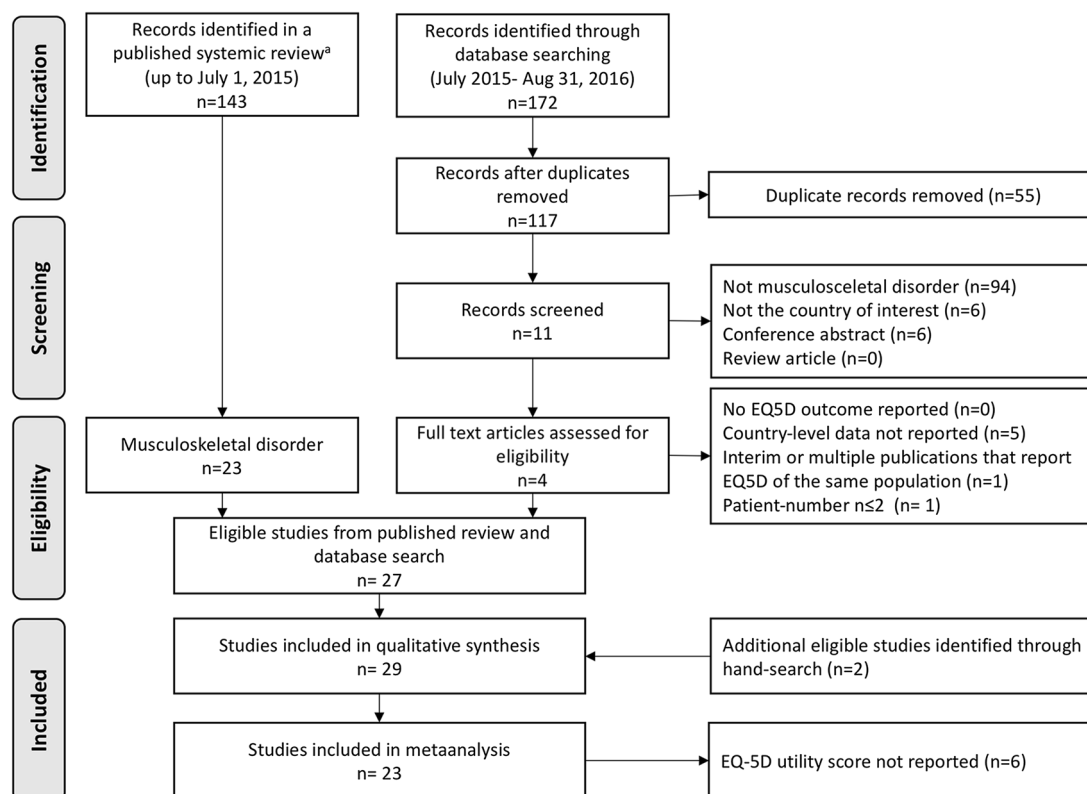 Identification
Records identified in a
published systemic reviewᵃ
(up to July 1, 2015)
n=143
Records identified through
database searching
(July 2015- Aug 31, 2016)
n=172
Records after duplicates
removed
n=117
Duplicate records removed (n=55)
Screening
Records screened
n=11
Not musculosceletal disorder (n=94)
Not the country of interest (n=6)
Conference abstract (n=6)
Review article (n=0)
Eligibility
Musculoskeletal disorder
n=23
Full text articles assessed for
eligibility
n=4
No EQ5D outcome reported (n=0)
Country-level data not reported (n=5)
Interim or multiple publications that report
EQ5D of the same population (n=1)
Patient-number n≤2 (n= 1)
Eligible studies from published review and
database search
n= 27
Included
Studies included in qualitative synthesis
n= 29
Additional eligible studies identified through
hand-search (n=2)
Studies included in metaanalysis
n= 23
EQ-5D utility score not reported (n=6)